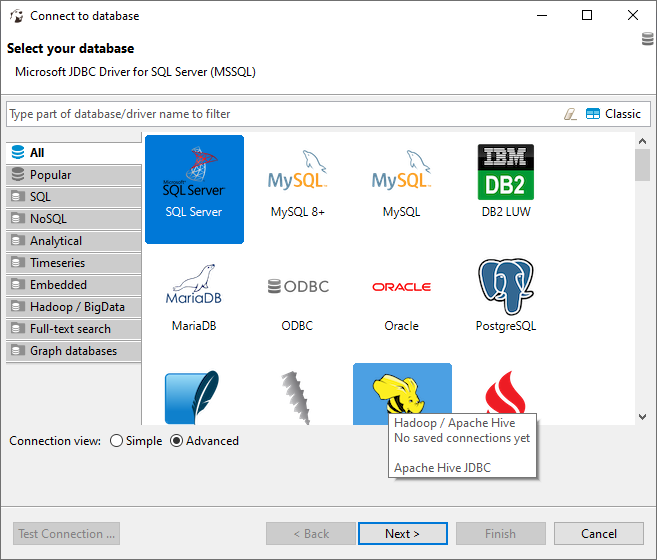 Connect to database
Select your database
Microsoft JDBC Driver for SQL Server (MSSQL)
Type part of database/driver name to filter
Classic
All
Popular
SQL
NoSQL
Analytical
Timeseries
Embedded
Hadoop / BigData
Full-text search
Graph databases
Microsoft
SQL Server
SQL Server
MySQL
MySQL 8+
MySQL
MySQL
IBM
DB2
DB2 LUW
MariaDB
MariaDB
ODBC
ODBC
ORACLE
Oracle
PostgreSQL
Hadoop / Apache Hive
No saved connections yet
Apache Hive JDBC
Connection view: Simple Advanced
Test Connection ...
< Back
Next >
Finish
Cancel